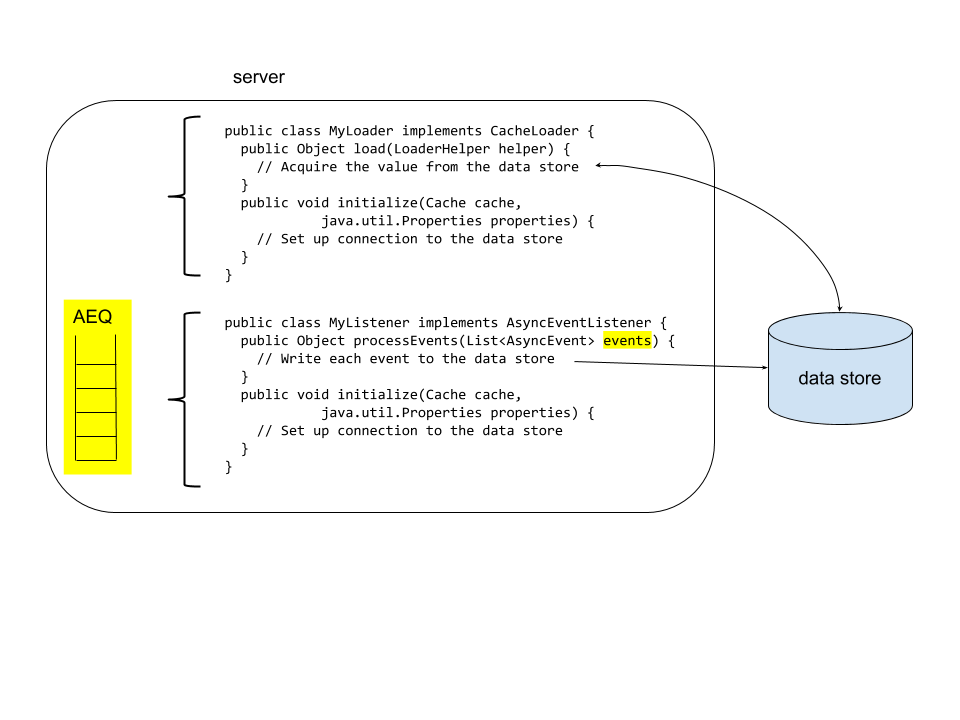 server
public class MyLoader implements CacheLoader {
  public Object load(LoaderHelper helper) {
    // Acquire the value from the data store
  }
  public void initialize(Cache cache,
            java.util.Properties properties) {
    // Set up connection to the data store
  }
}
AEQ
public class MyListener implements AsyncEventListener {
  public Object processEvents(List<AsyncEvent> events) {
    // Write each event to the data store
  }
  public void initialize(Cache cache,
            java.util.Properties properties) {
    // Set up connection to the data store
  }
}
data store